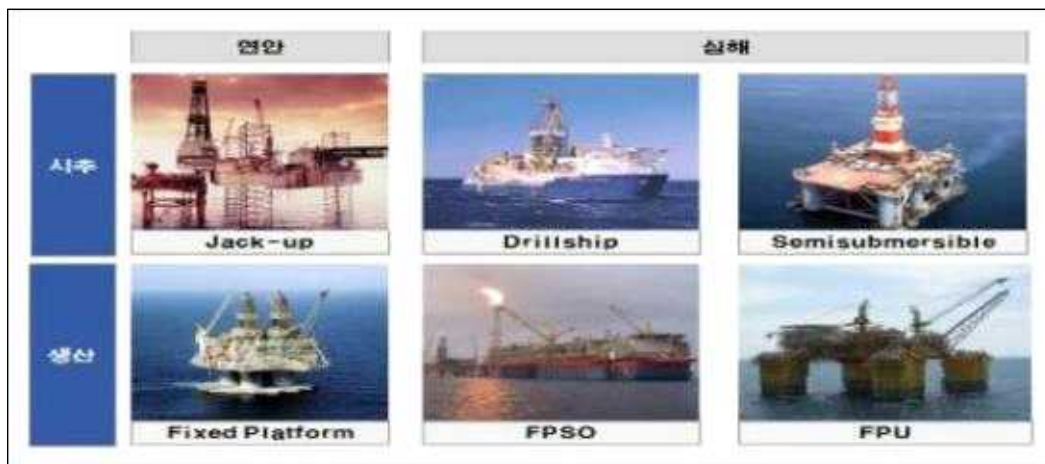 연안
심해
시추
Jack-up
Drillship
Semisubmersible
생산
Fixed Platform
FPSO
FPU